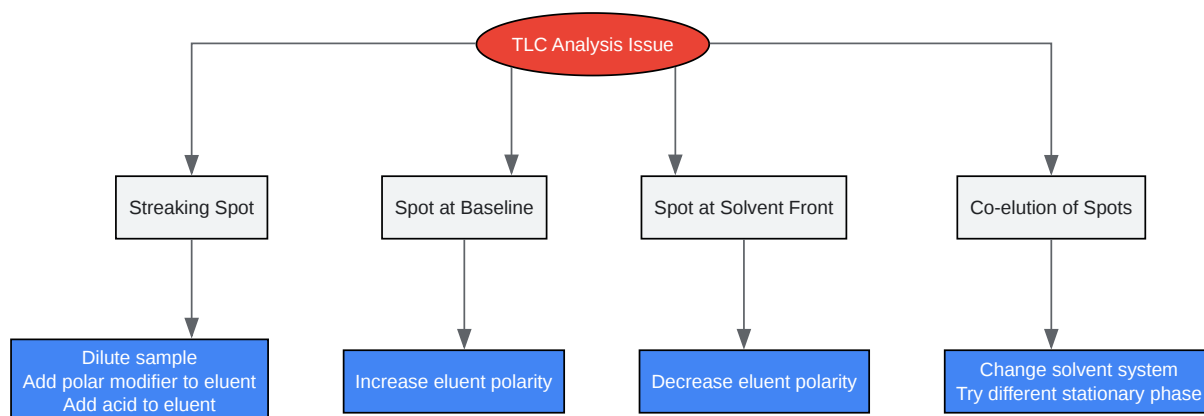 TLC Analysis Issue
Streaking Spot
Spot at Baseline
Spot at Solvent Front
Co-elution of Spots
Dilute sample
Add polar modifier to eluent
Add acid to eluent
Increase eluent polarity
Decrease eluent polarity
Change solvent system
Try different stationary phase